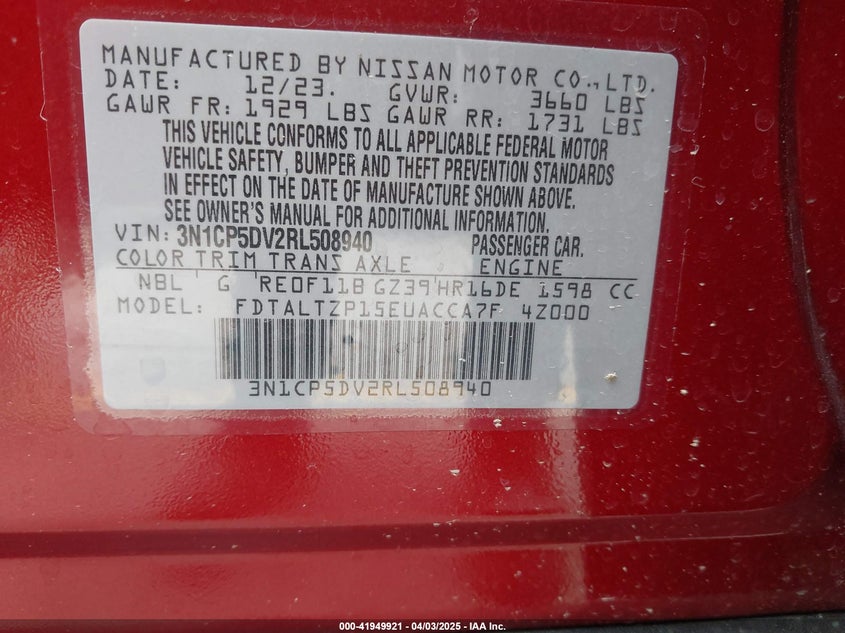 MANUFACTURED BY NISSAN MOTOR CO.,LTD.
DATE: 12/23. GVWR: 3660 LBS
GAWR FR: 1929 LBS GAWR RR: 1731 LBS
THIS VEHICLE CONFORMS TO ALL APPLICABLE FEDERAL MOTOR
VEHICLE SAFETY, BUMPER AND THEFT PREVENTION STANDARDS
IN EFFECT ON THE DATE OF MANUFACTURE SHOWN ABOVE.
SEE OWNER'S MANUAL FOR ADDITIONAL INFORMATION.
VIN: 3N1CP5DV2RL508940 PASSENGER CAR.
COLOR TRIM TRANS AXLE ENGINE
NBL G RE0F11B GZ39 HR16DE 1598 CC
MODEL: FDTALTZP15EUACCA7F 4Z000
3N1CP5DV2RL508940
000-41949921 - 04/03/2025 - IAA Inc.